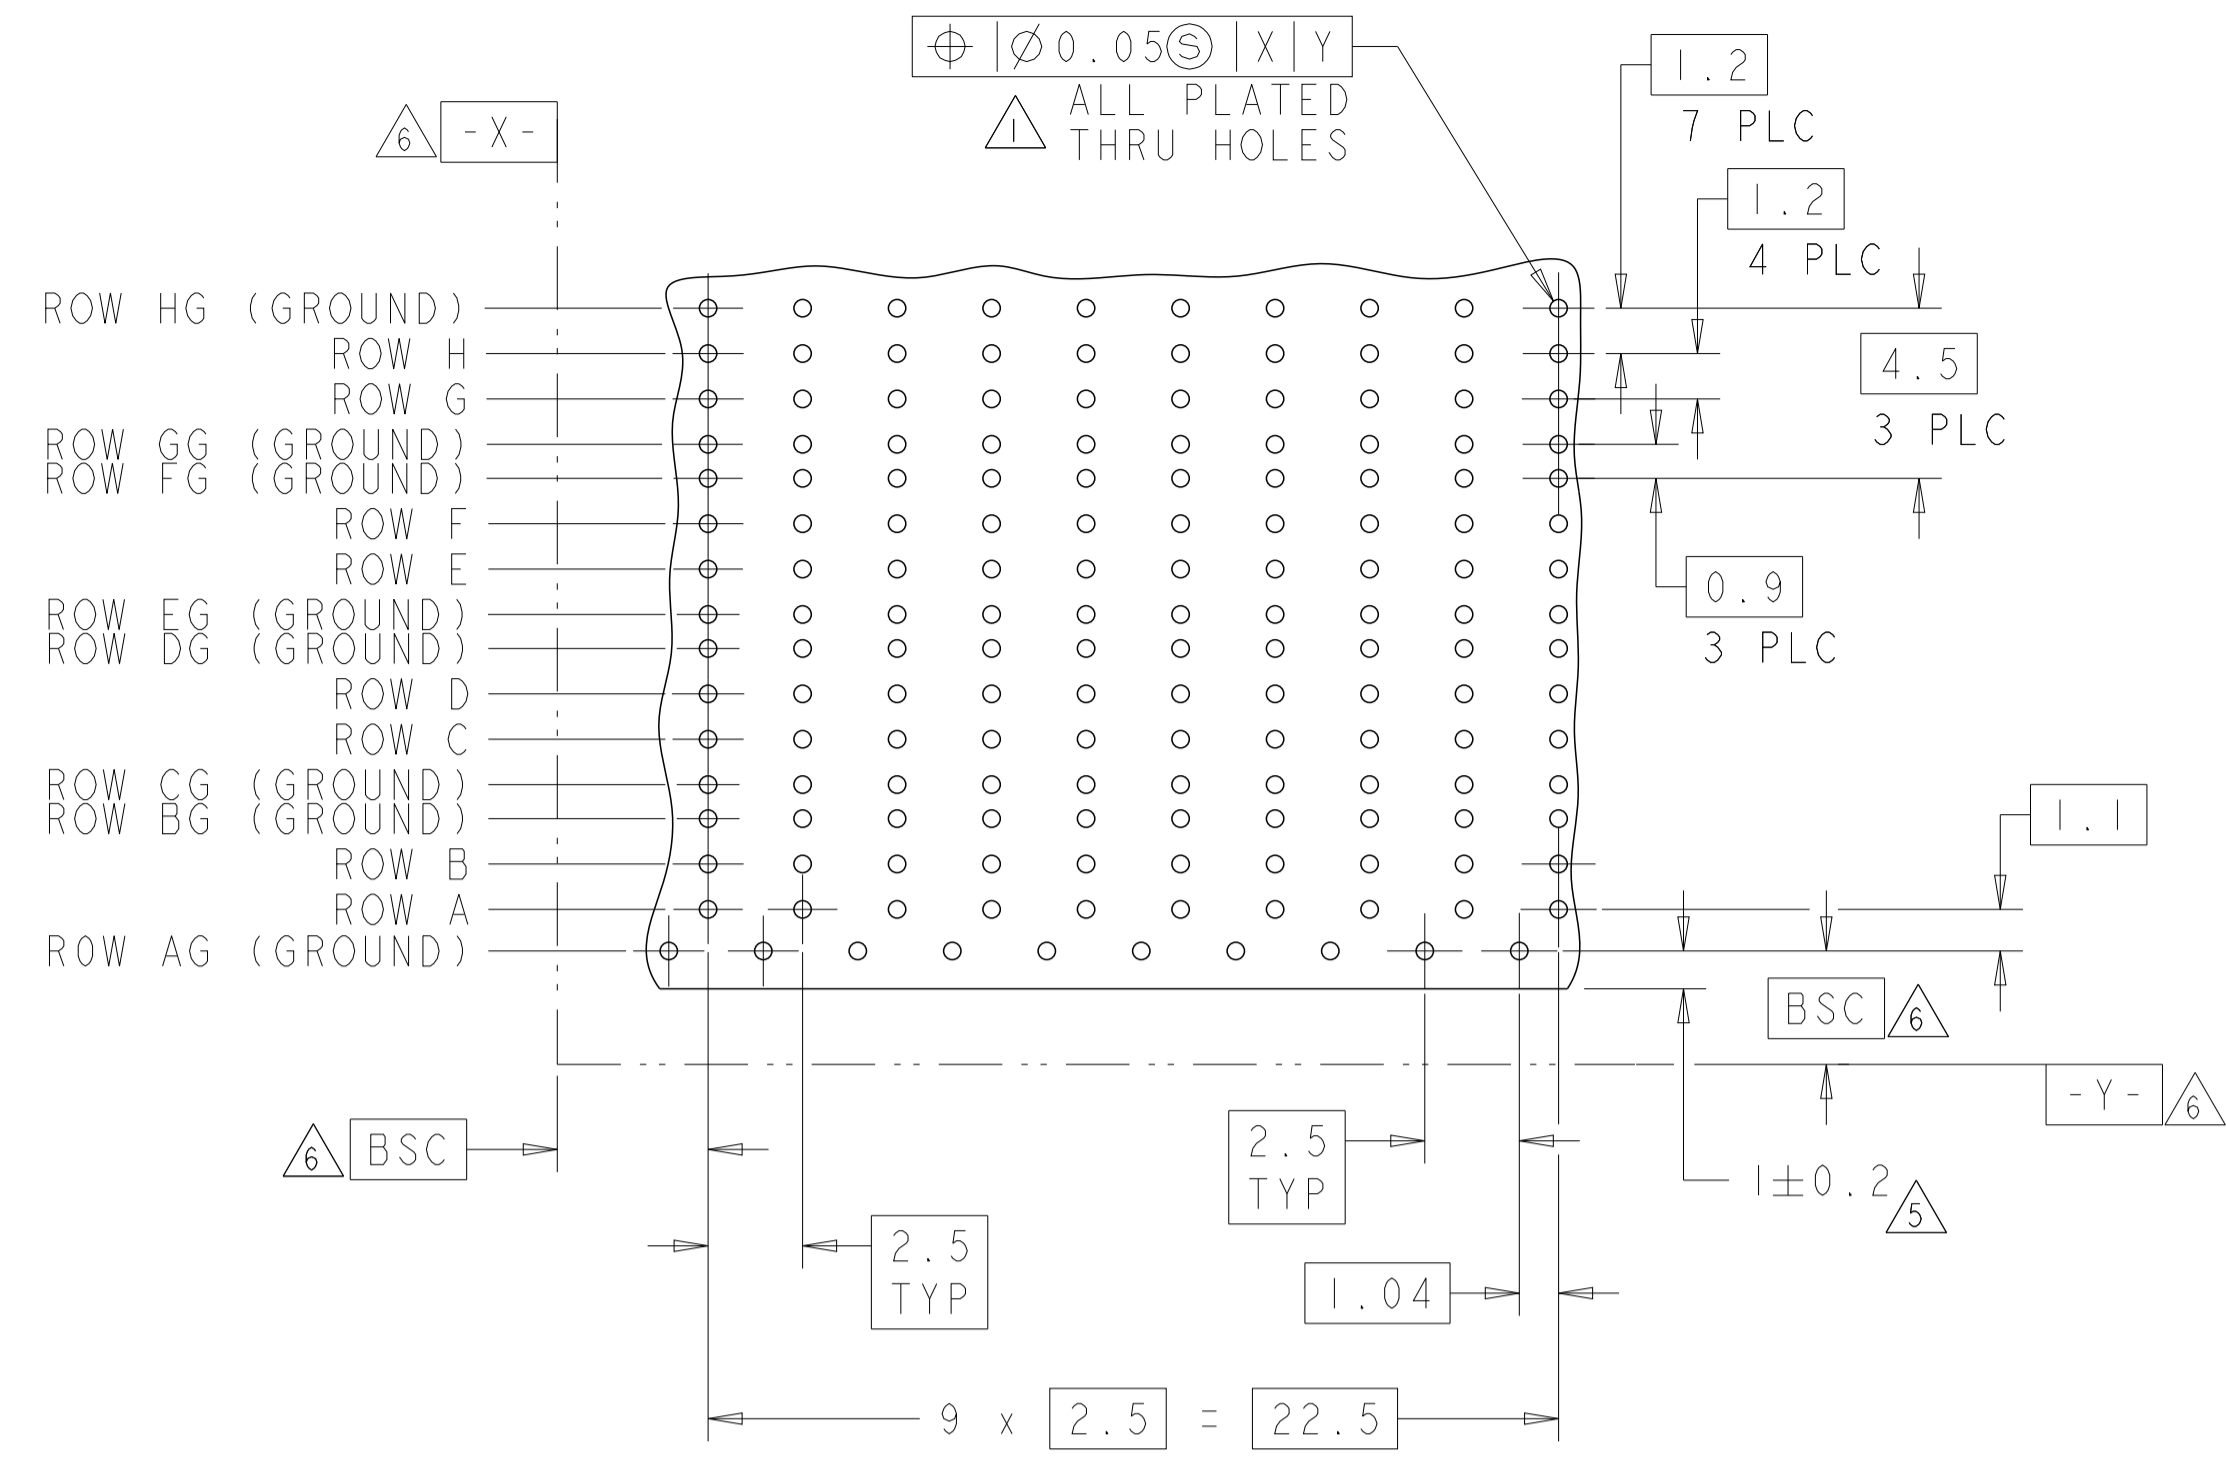 ⌖ Ø0.05Ⓢ X Y
1 ALL PLATED
THRU HOLES
6 -X-
1.2
7 PLC
1.2
4 PLC
ROW HG (GROUND)
ROW H
ROW G
ROW GG (GROUND)
ROW FG (GROUND)
ROW F
ROW E
ROW EG (GROUND)
ROW DG (GROUND)
ROW D
ROW C
ROW CG (GROUND)
ROW BG (GROUND)
ROW B
ROW A
ROW AG (GROUND)
4.5
3 PLC
0.9
3 PLC
1.1
BSC 6
-Y- 6
6 BSC
2.5
TYP
1±0.2 5
2.5
TYP
1.04
9 x 2.5 = 22.5